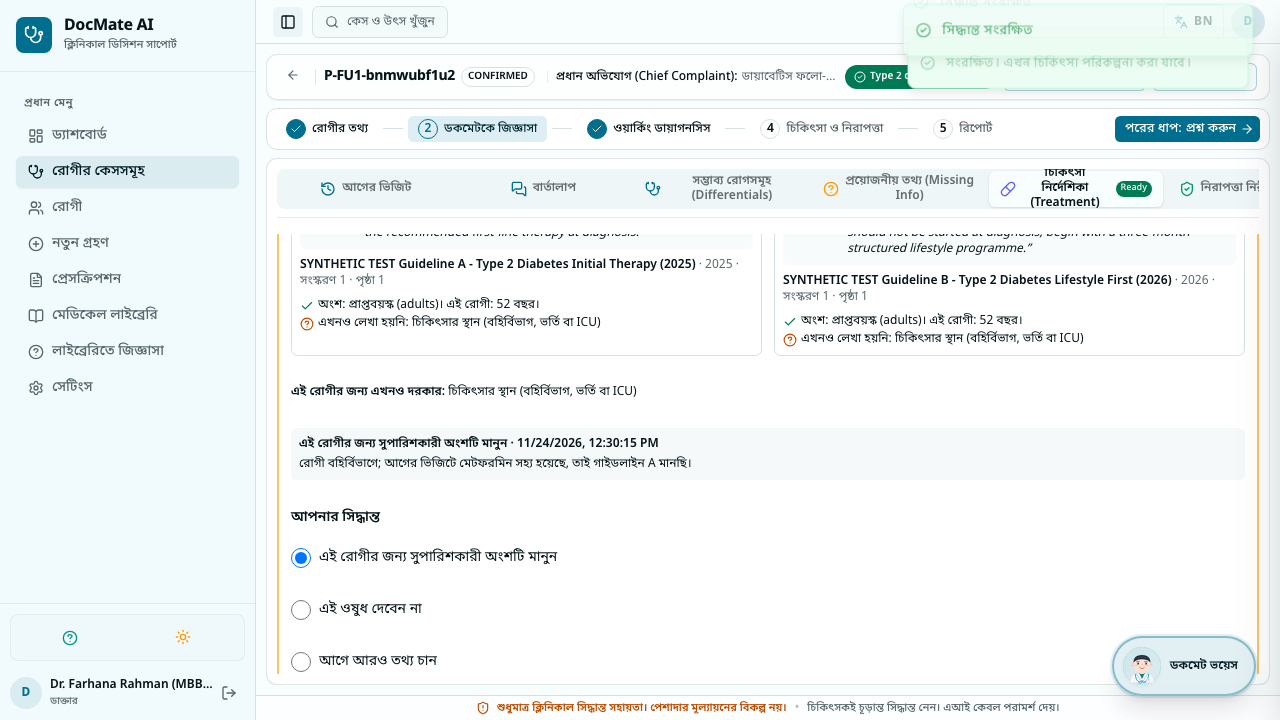 DocMate AI
ক্লিনিকাল ডিসিশন সাপোর্ট
প্রধান মেনু
ড্যাশবোর্ড
রোগীর কেসসমূহ
রোগী
নতুন গ্রহণ
প্রেসক্রিপশন
মেডিকেল লাইব্রেরি
লাইব্রেরিতে জিজ্ঞাসা
সেটিংস
D
Dr. Farhana Rahman (MBB...
ডাক্তার
কেস ও উৎস খুঁজুন
সিদ্ধান্ত সংরক্ষিত
সিদ্ধান্ত সংরক্ষিত
BN
D
সংরক্ষিত। এখন চিকিৎসা পরিকল্পনা করা যাবে।
P-FU1-bnmwubf1u2
CONFIRMED
প্রধান অভিযোগ (Chief Complaint): ডায়াবেটিস ফলো-...
Type 2
রোগীর তথ্য
2 ডকমেটকে জিজ্ঞাসা
ওয়ার্কিং ডায়াগনসিস
4 চিকিৎসা ও নিরাপত্তা
5 রিপোর্ট
পরের ধাপ: প্রশ্ন করুন
আগের ভিজিট
বার্তালাপ
সম্ভাব্য রোগসমূহ (Differentials)
প্রয়োজনীয় তথ্য (Missing Info)
চিকিৎসা নির্দেশিকা (Treatment)
Ready
নিরাপত্তা
the recommended first-line therapy at diagnosis.
SYNTHETIC TEST Guideline A - Type 2 Diabetes Initial Therapy (2025) · 2025 ·
সংস্করণ 1 · পৃষ্ঠা 1
অংশ: প্রাপ্তবয়স্ক (adults)। এই রোগী: 52 বছর।
এখনও লেখা হয়নি: চিকিৎসার স্থান (বহির্বিভাগ, ভর্তি বা ICU)
should not be started at diagnosis; begin with a three-month
structured lifestyle programme.”
SYNTHETIC TEST Guideline B - Type 2 Diabetes Lifestyle First (2026) · 2026 ·
সংস্করণ 1 · পৃষ্ঠা 1
অংশ: প্রাপ্তবয়স্ক (adults)। এই রোগী: 52 বছর।
এখনও লেখা হয়নি: চিকিৎসার স্থান (বহির্বিভাগ, ভর্তি বা ICU)
এই রোগীর জন্য এখনও দরকার: চিকিৎসার স্থান (বহির্বিভাগ, ভর্তি বা ICU)
এই রোগীর জন্য সুপারিশকারী অংশটি মানুন · 11/24/2026, 12:30:15 PM
রোগী বহির্বিভাগে; আগের ভিজিটে মেটফরমিন সহ্য হয়েছে, তাই গাইডলাইন A মানছি।
আপনার সিদ্ধান্ত
এই রোগীর জন্য সুপারিশকারী অংশটি মানুন
এই ওষুধ দেবেন না
আগে আরও তথ্য চান
ডকমেট ভয়েস
শুধুমাত্র ক্লিনিকাল সিদ্ধান্ত সহায়তা। পেশাদার মূল্যায়নের বিকল্প নয়। • চিকিৎসকই চূড়ান্ত সিদ্ধান্ত নেন। এআই কেবল পরামর্শ দেয়।